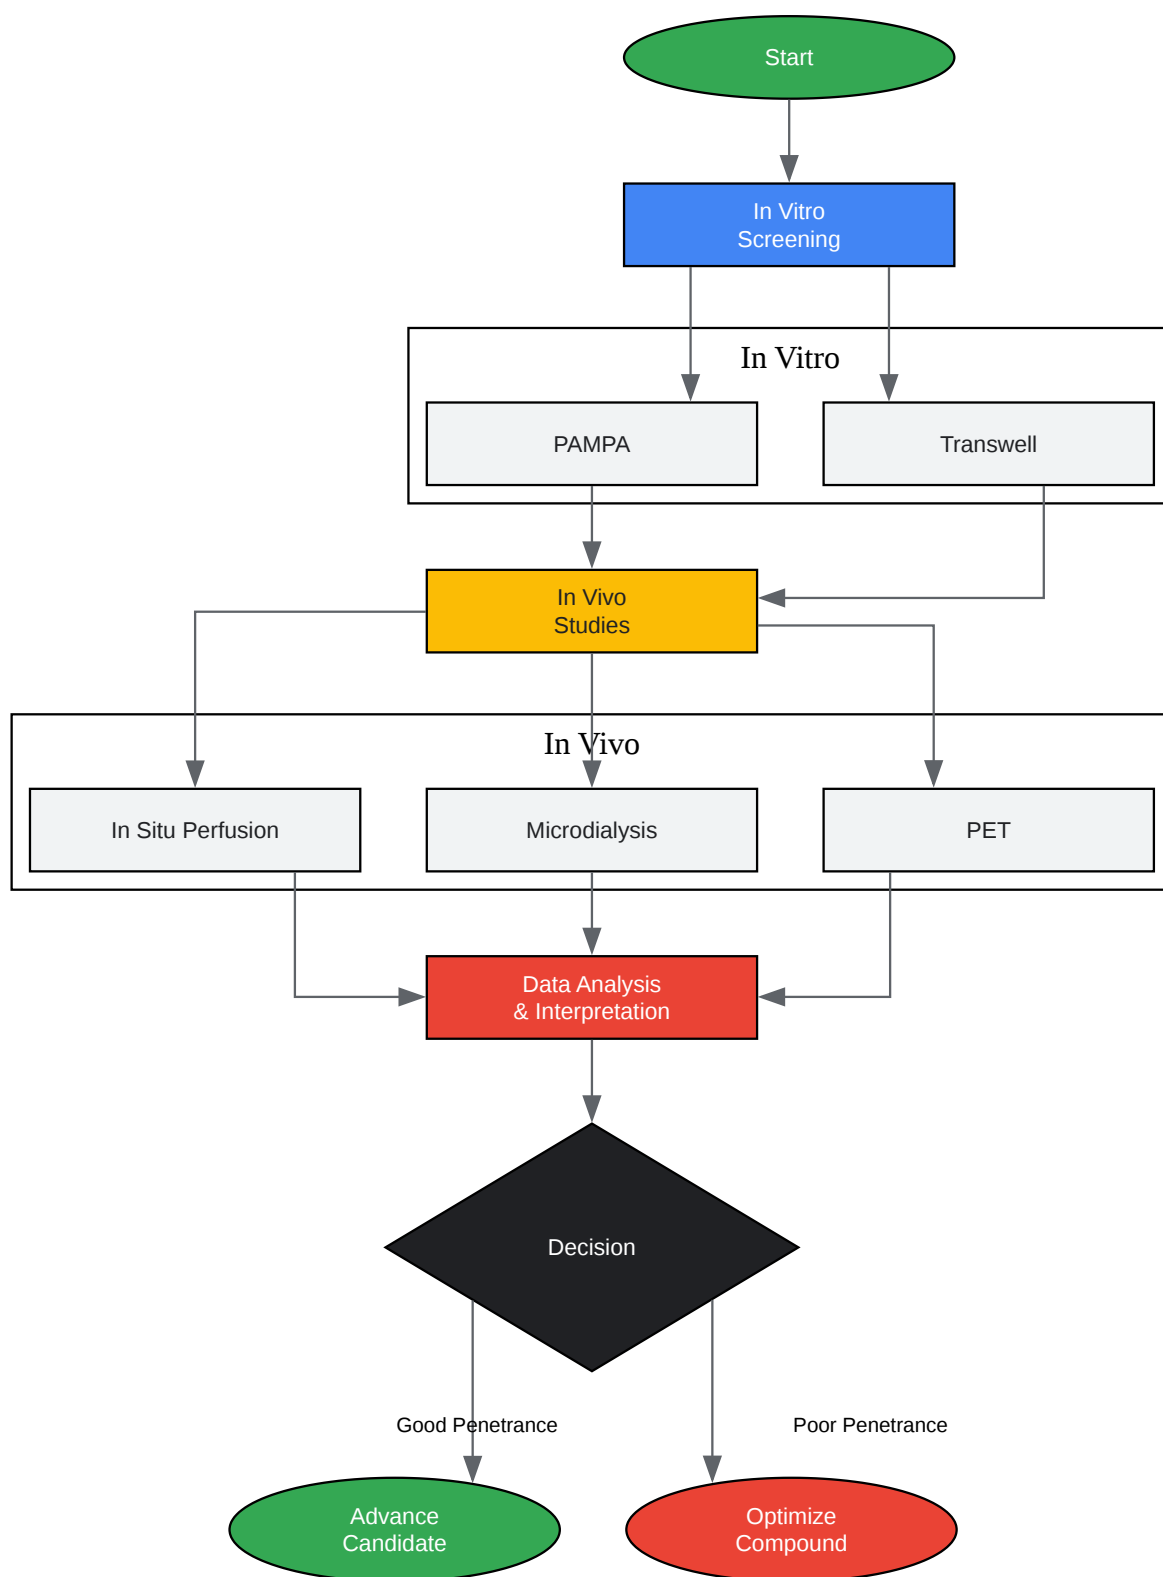 Start
In Vitro
Screening
In Vitro
PAMPA
Transwell
In Vivo
Studies
In Vivo
In Situ Perfusion
Microdialysis
PET
Data Analysis
& Interpretation
Decision
Good Penetrance
Poor Penetrance
Advance
Candidate
Optimize
Compound